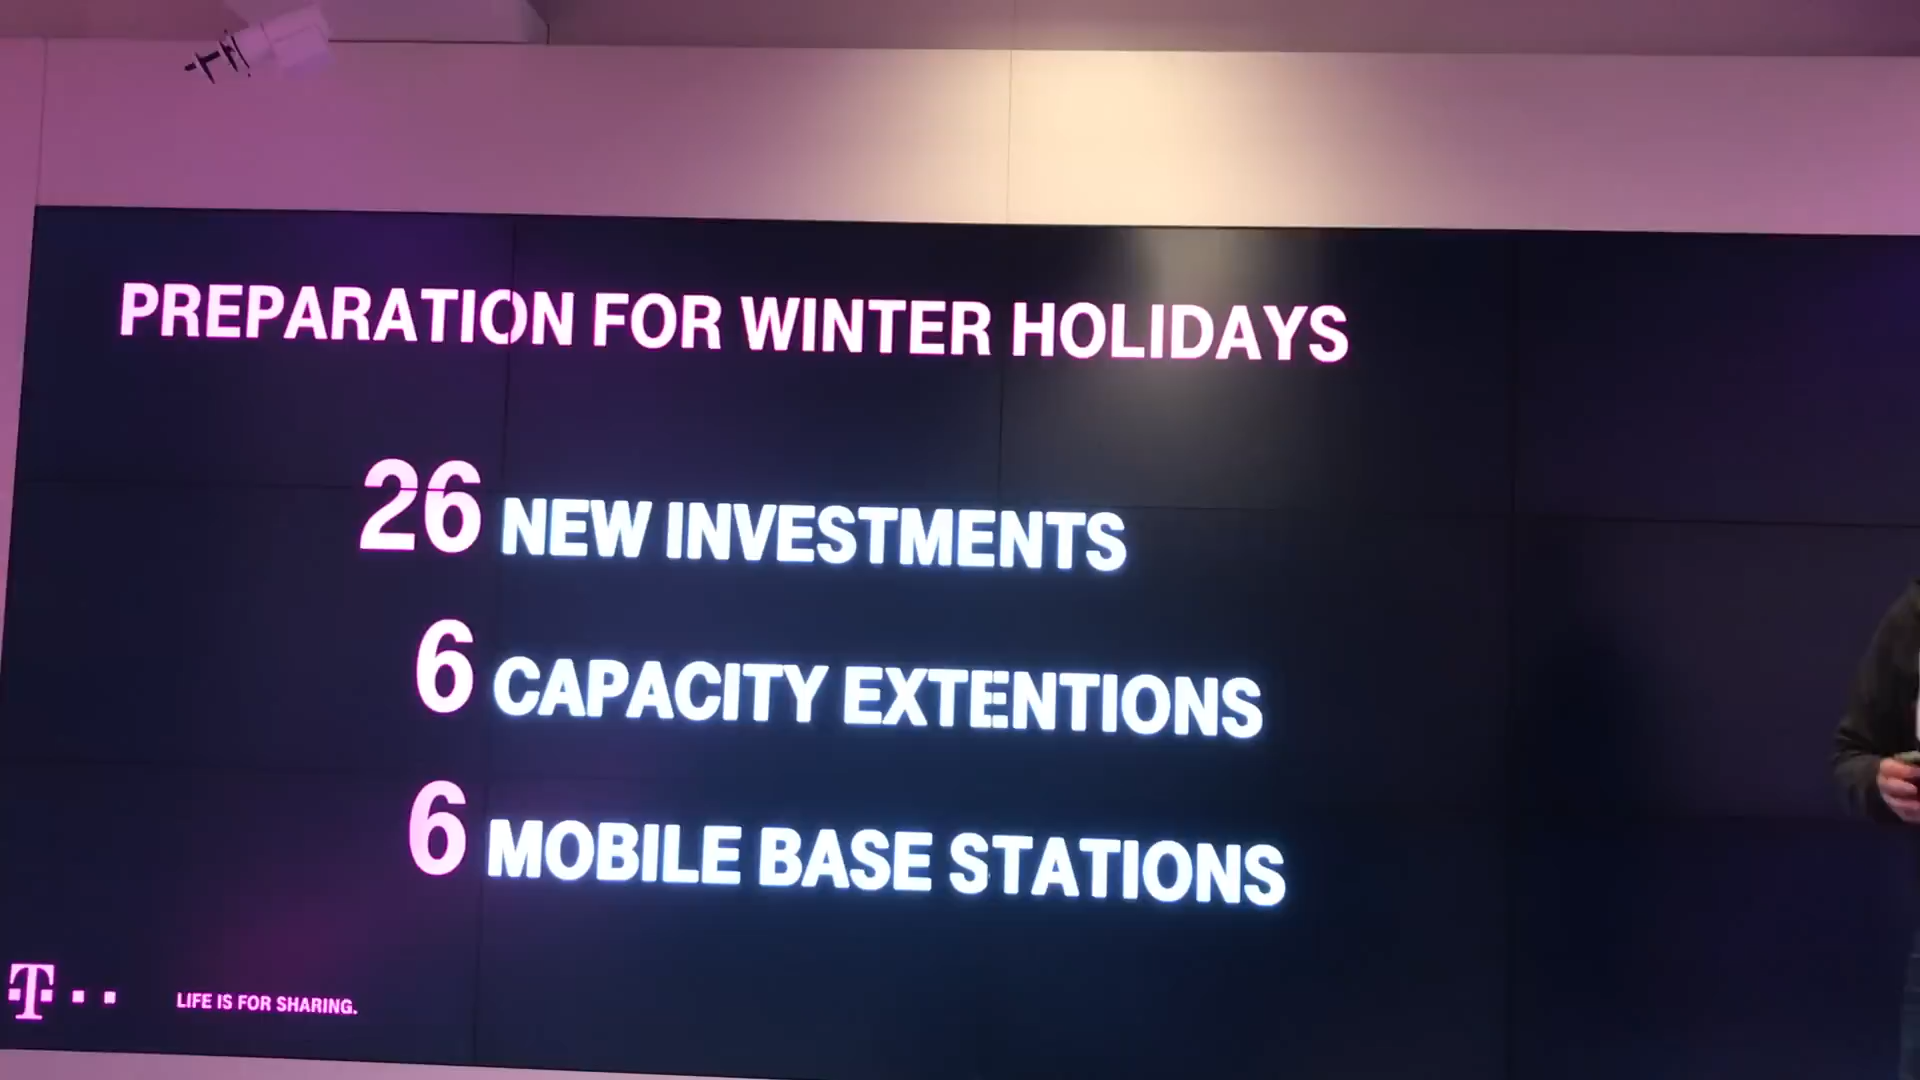 PREPARATION FOR WINTER HOLIDAYS
26 NEW INVESTMENTS
6 CAPACITY EXTENTIONS
6 MOBILE BASE STATIONS
T · · LIFE IS FOR SHARING.